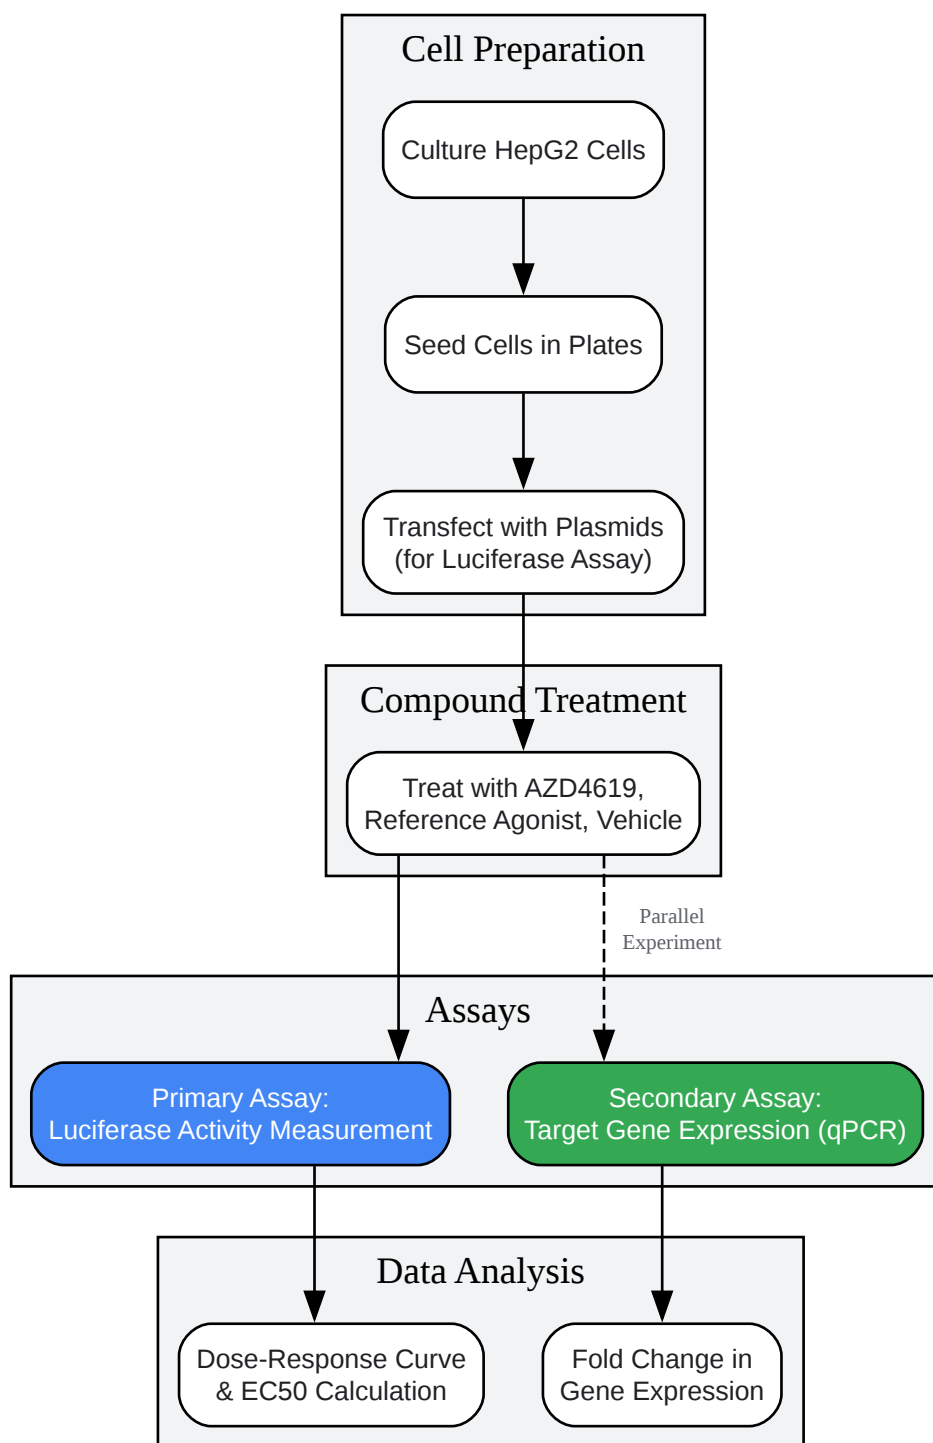 Cell Preparation
Culture HepG2 Cells
Seed Cells in Plates
Transfect with Plasmids
(for Luciferase Assay)
Compound Treatment
Treat with AZD4619,
Reference Agonist, Vehicle
Parallel
Experiment
Assays
Primary Assay:
Luciferase Activity Measurement
Secondary Assay:
Target Gene Expression (qPCR)
Data Analysis
Dose-Response Curve
& EC50 Calculation
Fold Change in
Gene Expression